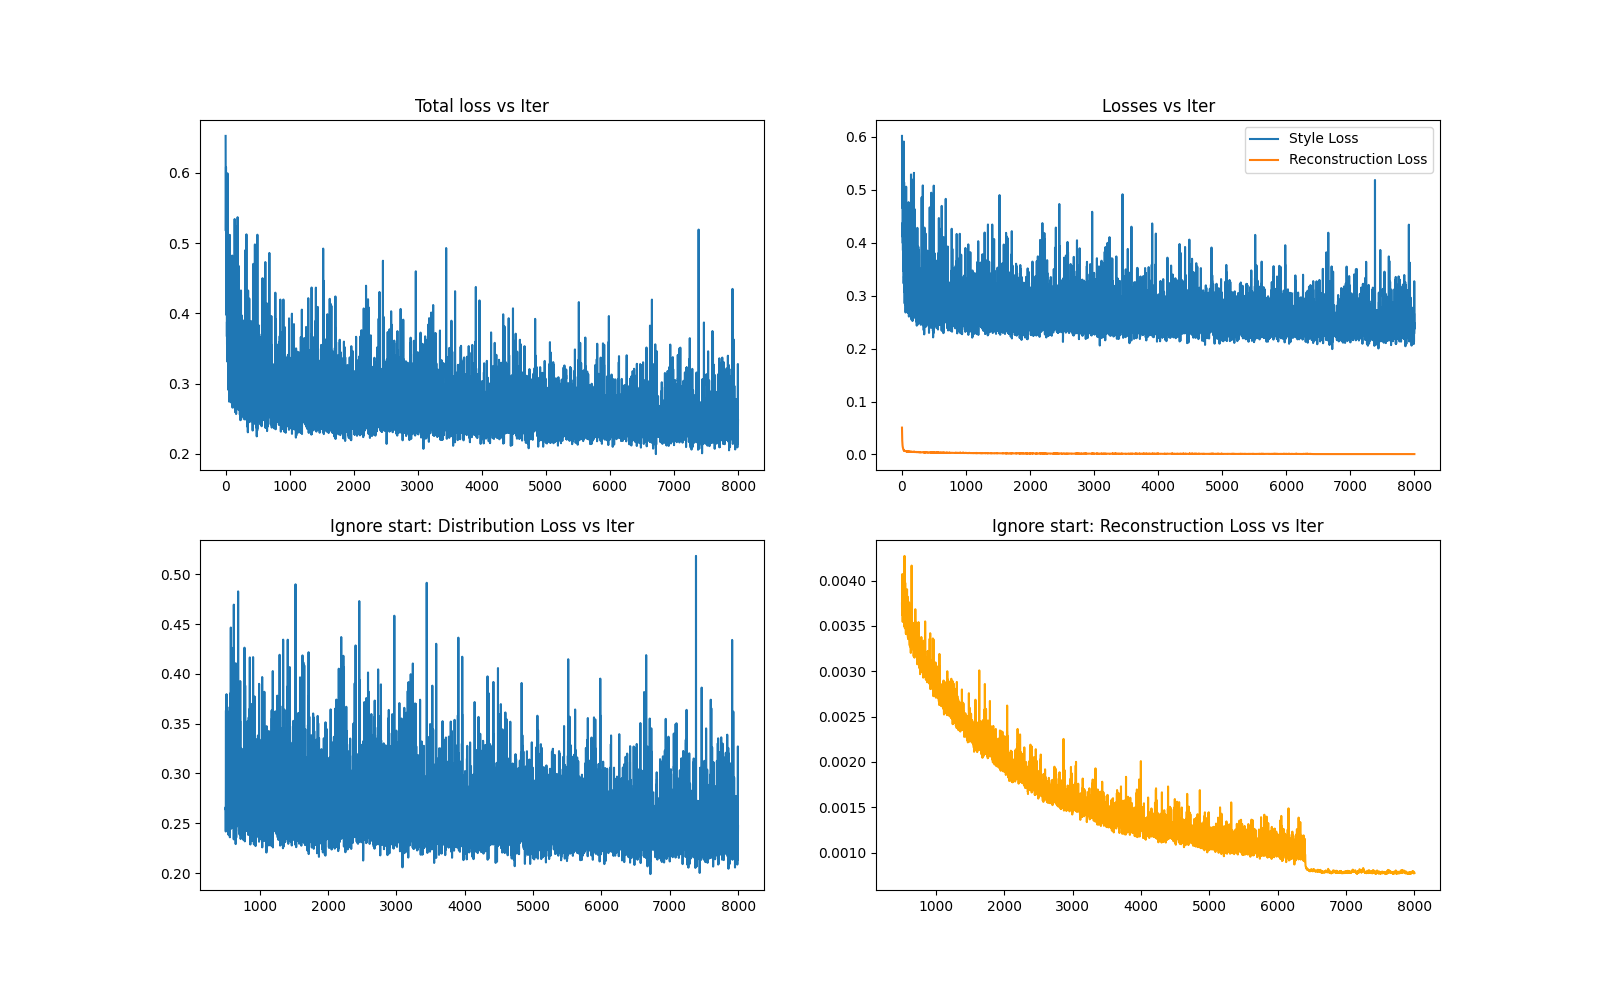 Total loss vs Iter
0.6
0.5
0.4
0.3
0.2
0 1000 2000 3000 4000 5000 6000 7000 8000
Losses vs Iter
Style Loss
Reconstruction Loss
0.6
0.5
0.4
0.3
0.2
0.1
0.0
0 1000 2000 3000 4000 5000 6000 7000 8000
Ignore start: Distribution Loss vs Iter
0.50
0.45
0.40
0.35
0.30
0.25
0.20
1000 2000 3000 4000 5000 6000 7000 8000
Ignore start: Reconstruction Loss vs Iter
0.0040
0.0035
0.0030
0.0025
0.0020
0.0015
0.0010
1000 2000 3000 4000 5000 6000 7000 8000